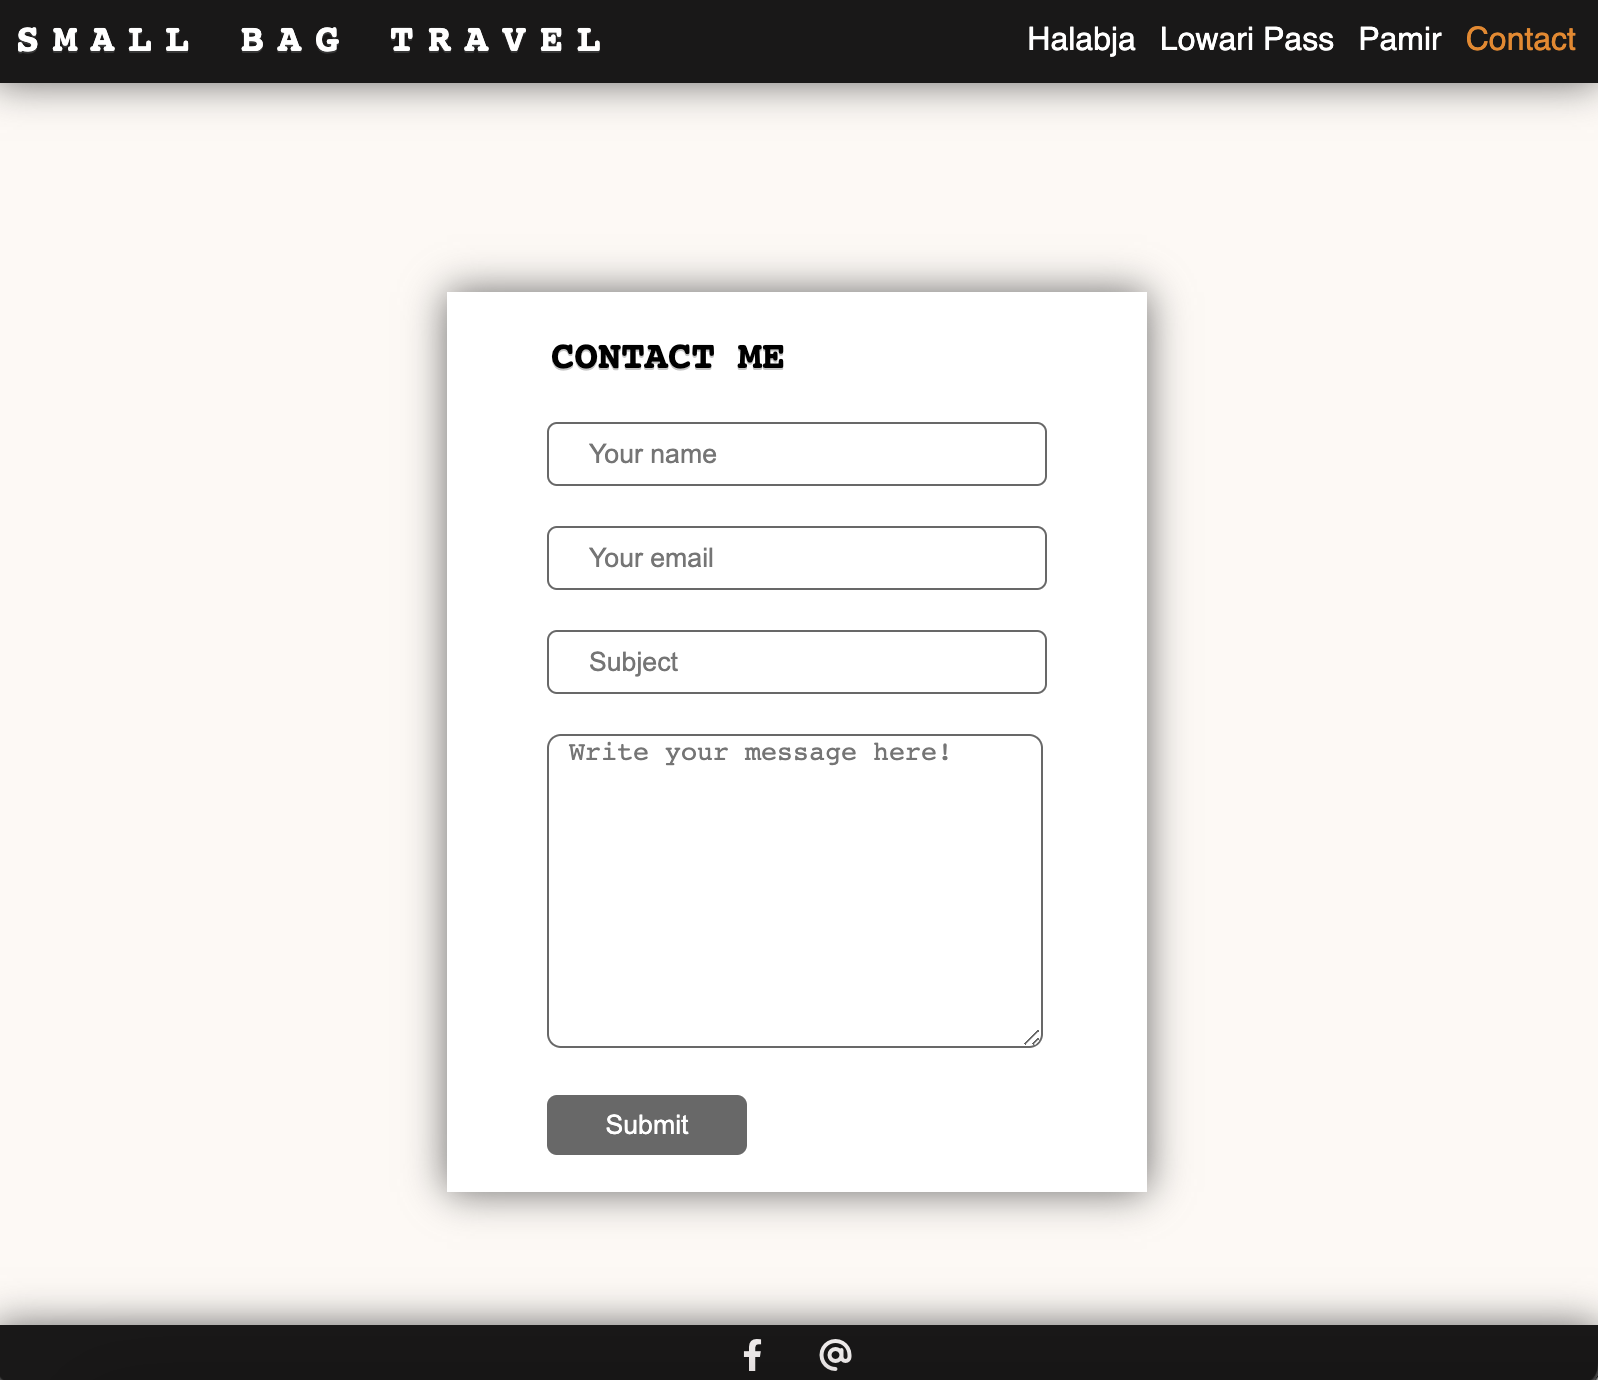 SMALL BAG TRAVEL
Halabja Lowari Pass Pamir Contact
CONTACT ME
Your name
Your email
Subject
Write your message here!
Submit